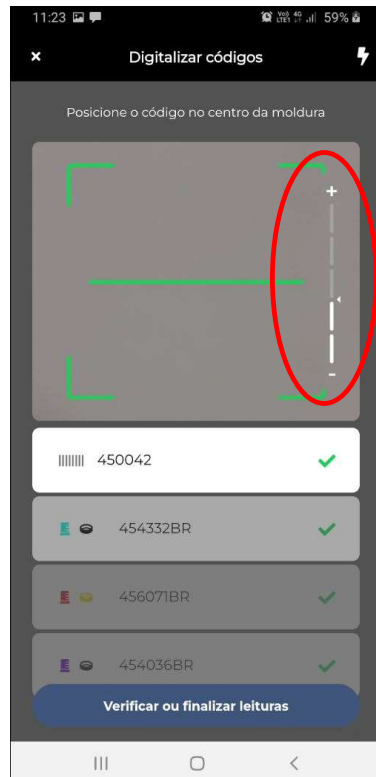 11:23 59%
× Digitalizar códigos
Posicione o código no centro da moldura
+
-
450042
454332BR
456071BR
454036BR
Verificar ou finalizar leituras